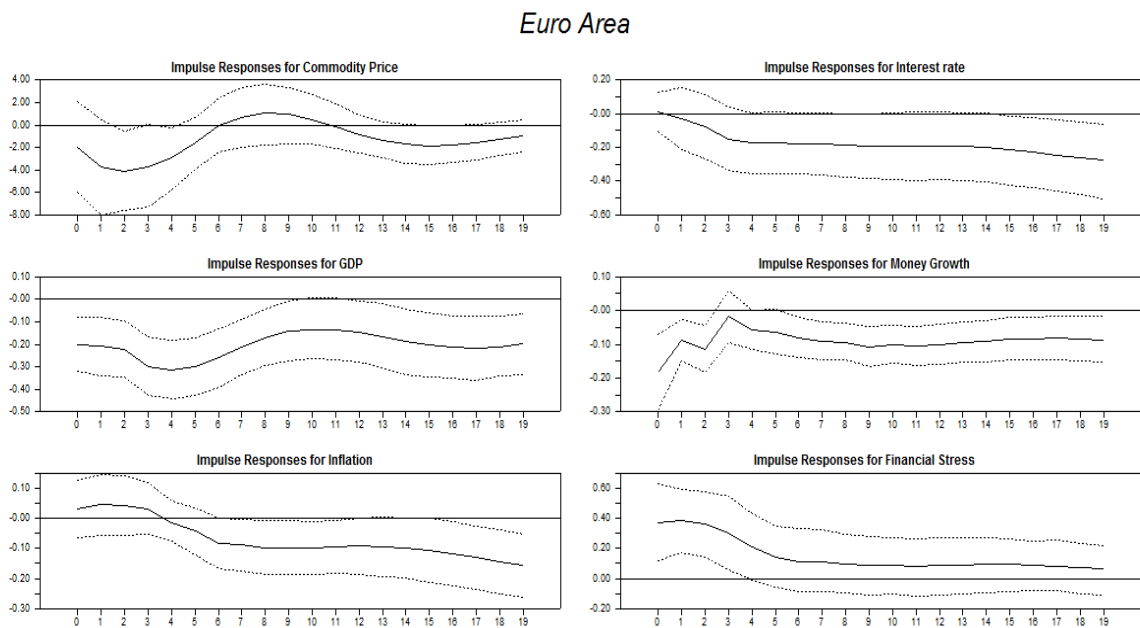 Euro Area
Impulse Responses for Commodity Price
4.00
2.00
0.00
-2.00
-4.00
-6.00
-8.00
0 1 2 3 4 5 6 7 8 9 10 11 12 13 14 15 16 17 18 19
Impulse Responses for Interest rate
0.20
-0.00
-0.20
-0.40
-0.60
0 1 2 3 4 5 6 7 8 9 10 11 12 13 14 15 16 17 18 19
Impulse Responses for GDP
0.10
-0.00
-0.10
-0.20
-0.30
-0.40
-0.50
0 1 2 3 4 5 6 7 8 9 10 11 12 13 14 15 16 17 18 19
Impulse Responses for Money Growth
0.10
-0.00
-0.10
-0.20
-0.30
0 1 2 3 4 5 6 7 8 9 10 11 12 13 14 15 16 17 18 19
Impulse Responses for Inflation
0.10
-0.00
-0.10
-0.20
-0.30
0 1 2 3 4 5 6 7 8 9 10 11 12 13 14 15 16 17 18 19
Impulse Responses for Financial Stress
0.60
0.40
0.20
0.00
-0.20
0 1 2 3 4 5 6 7 8 9 10 11 12 13 14 15 16 17 18 19